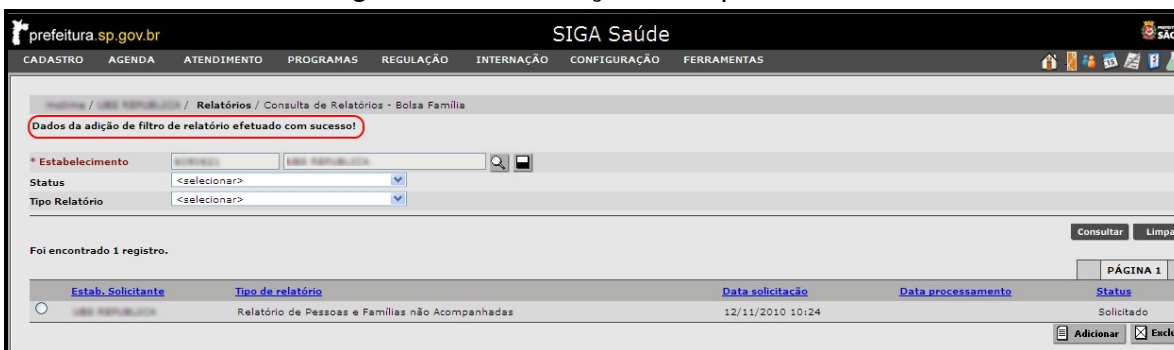 prefeitura.sp.gov.br SIGA Saúde
CADASTRO AGENDA ATENDIMENTO PROGRAMAS REGULAÇÃO INTERNAÇÃO CONFIGURAÇÃO FERRAMENTAS
/ / Relatórios / Consulta de Relatórios - Bolsa Família
Dados da adição de filtro de relatório efetuado com sucesso!
* Estabelecimento
Status <selecionar>
Tipo Relatório <selecionar>
Consultar Limpa
Foi encontrado 1 registro.
PÁGINA 1
Estab. Solicitante Tipo de relatório Data solicitação Data processamento Status
Relatório de Pessoas e Famílias não Acompanhadas 12/11/2010 10:24 Solicitado
Adicionar Exclu